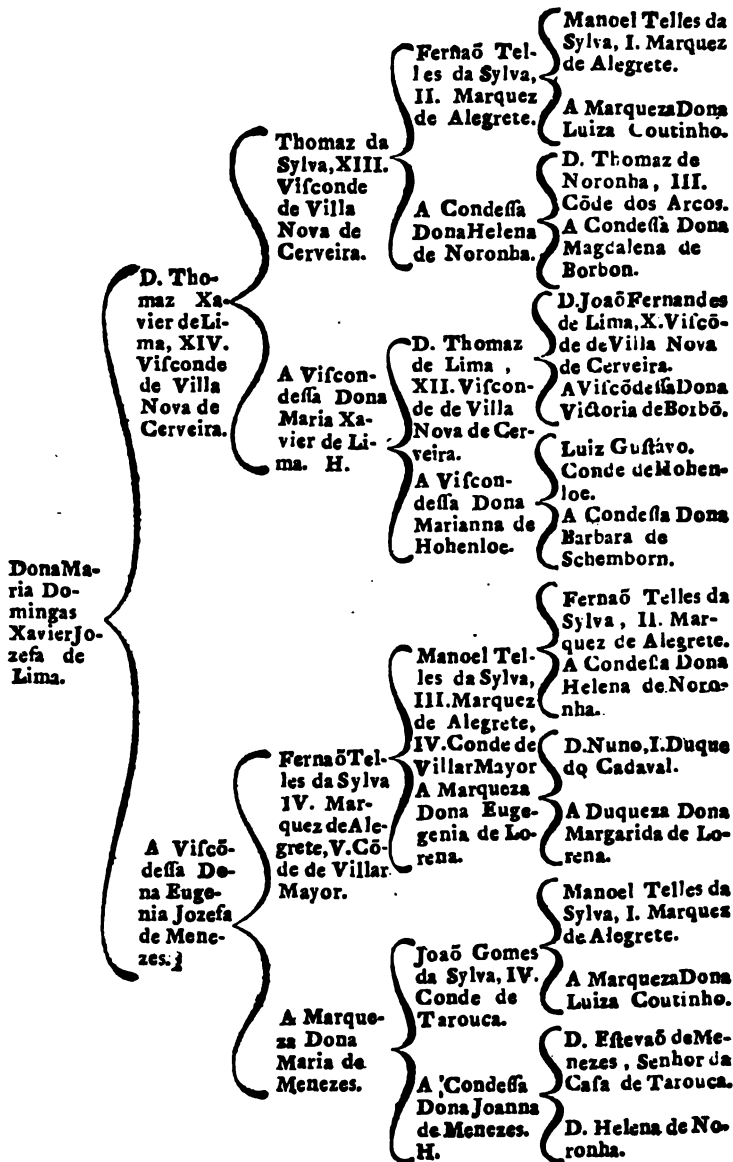 DonaMa-
ria Do-
mingas
XavierJo-
zefa de
Lima.
D. Tho-
maz Xa-
vier deLi-
ma, XIV.
Viſconde
de Villa
Nova de
Cerveira.
A Viſcõ-
deſſa Do-
na Euge-
nia Jozefa
de Mene-
zes.
Thomaz da
Sylva,XIII.
Viſconde
de Villa
Nova de
Cerveira.
A Viſcon-
deſſa Dona
Maria Xa-
vier de Li-
ma. H.
FernaõTel-
les da Sylva
IV. Mar-
quez deAle-
grete,V.Cõ-
de de Villar
Mayor.
A Marque-
za Dona
Maria de
Menezes.
Fernaõ Tel-
les da Sylva,
II. Marquez
de Alegrete.
A Condeſſa
DonaHelena
de Noronha.
D. Thomaz
de Lima ,
XII. Viſcon-
de de Villa
Nova de Cer-
veira.
A Viſcon-
deſſa Dona
Marianna de
Hohenloe.
Manoel Tel-
les da Sylva,
III.Marquez
de Alegrete,
IV.Conde de
VillarMayor
A Marqueza
Dona Euge-
genia de Lo-
rena.
Joaõ Gomes
da Sylva, IV.
Conde de
Tarouca.
A Condeſſa
DonaJoanna
de Menezes.
H.
Manoel Telles da
Sylva, I. Marquez
de Alegrete.
A MarquezaDona
Luiza Coutinho.
D. Thomaz de
Noronha, III.
Cõde dos Arcos.
A Condeſſa Dona
Magdalena de
Borbon.
D.JoaõFernandes
de Lima,X.Viſcõ-
de deVilla Nova
de Cerveira.
AViſcõdeſſaDona
Victoria deBorbõ.
Luiz Guſtávo.
Conde deHohen-
loe.
A Condeſſa Dona
Barbara de
Schemborn.
Fernaõ Telles da
Sylva, II. Mar-
quez de Alegrete.
A Condeſa Dona
Helena de Noro-
nha.
D.Nuno,I.Duque
do Cadaval.
A Duqueza Dona
Margarida de Lo-
rena.
Manoel Telles da
Sylva, I. Marquez
de Alegrete.
A MarquezaDona
Luiza Coutinho.
D. Eſtevaõ deMe-
nezes , Senhor da
Caſa de Tarouca.
D. Helena de No-
ronha.